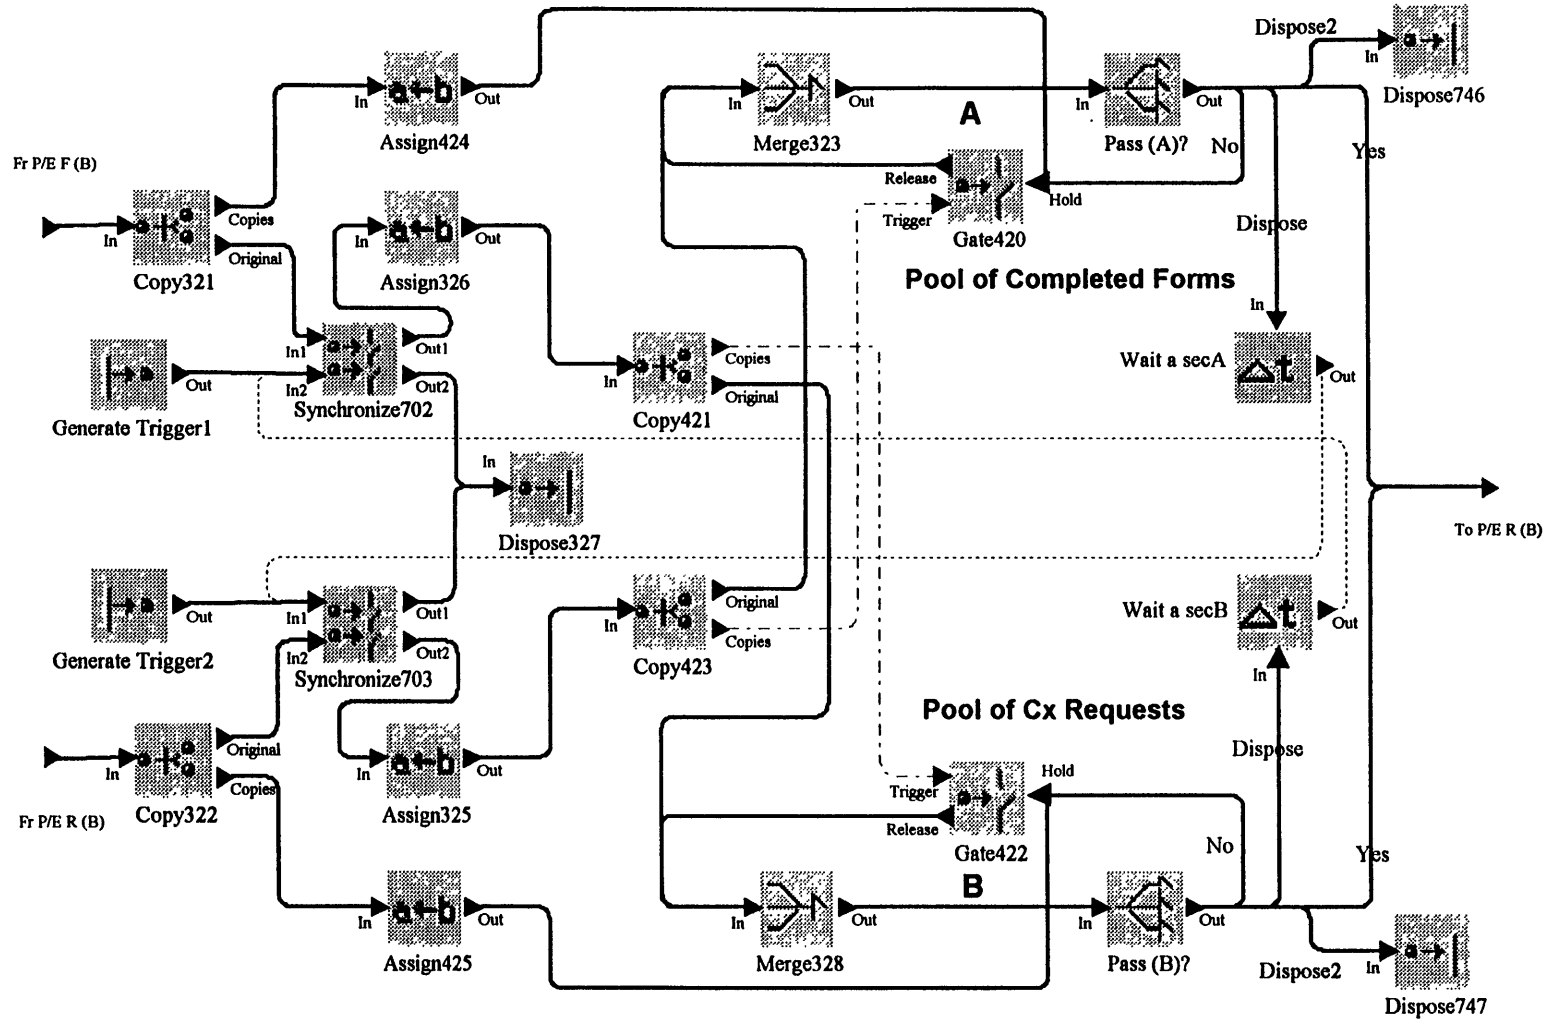 Dispose2
In
Dispose746
In
Out
Assign424
In
Out
Merge323
A
In
Out
Pass (A)?
No
Yes
Fr P/E F (B)
In
Copies
Original
Copy321
In
Out
Assign326
Release
Trigger
Hold
Gate420
Dispose
Pool of Completed Forms
In
Out
Generate Trigger1
In1
In2
Out1
Out2
Synchronize702
In
Copies
Original
Copy421
Wait a secA
Out
In
Dispose327
To P/E R (B)
Out
Generate Trigger2
In1
In2
Out1
Out2
Synchronize703
In
Original
Copies
Copy423
Wait a secB
Out
In
Pool of Cx Requests
Dispose
In
Original
Copies
Copy322
Fr P/E R (B)
In
Out
Assign325
Trigger
Hold
Release
Gate422
No
Yes
In
Out
Assign425
In
Out
Merge328
B
In
Out
Pass (B)?
Dispose2
In
Dispose747